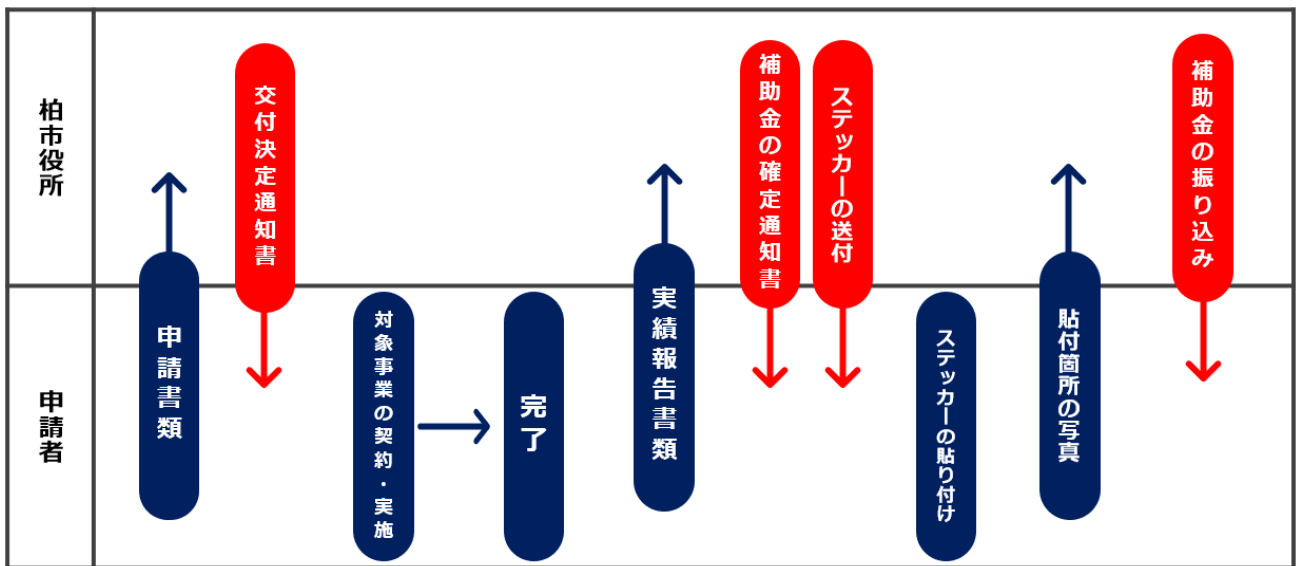 柏市役所
申請者
申請書類
交付決定通知書
対象事業の契約・実施
完了
実績報告書類
補助金の確定通知書
ステッカーの送付
ステッカーの貼り付け
貼付箇所の写真
補助金の振り込み